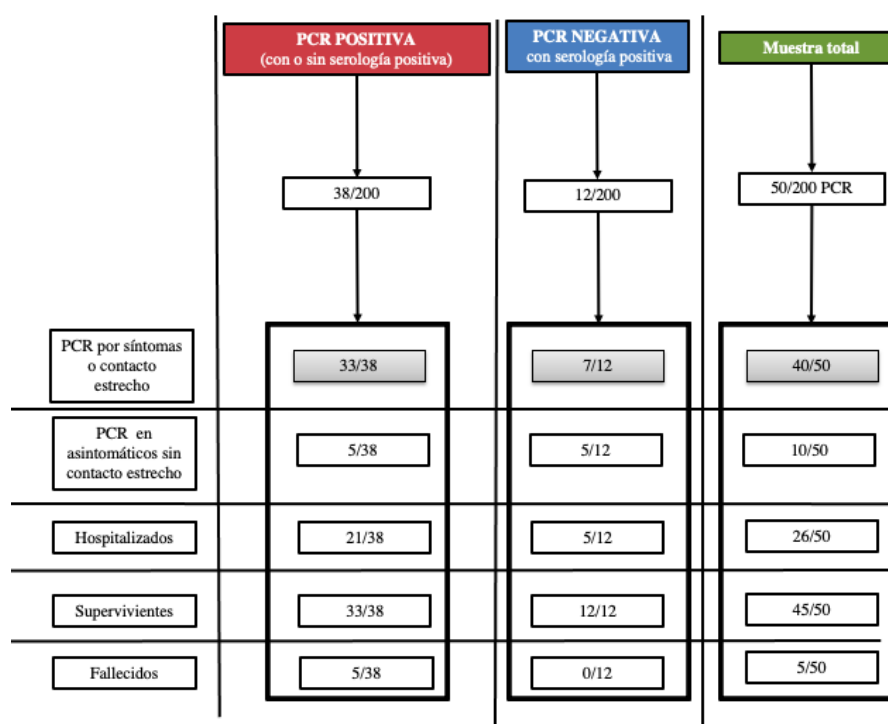 PCR POSITIVA
(con o sin serología positiva)
PCR NEGATIVA
con serología positiva
Muestra total
38/200
12/200
50/200 PCR
PCR por síntomas
o contacto
estrecho
33/38
7/12
40/50
PCR en
asintomáticos sin
contacto estrecho
5/38
5/12
10/50
Hospitalizados
21/38
5/12
26/50
Supervivientes
33/38
12/12
45/50
Fallecidos
5/38
0/12
5/50